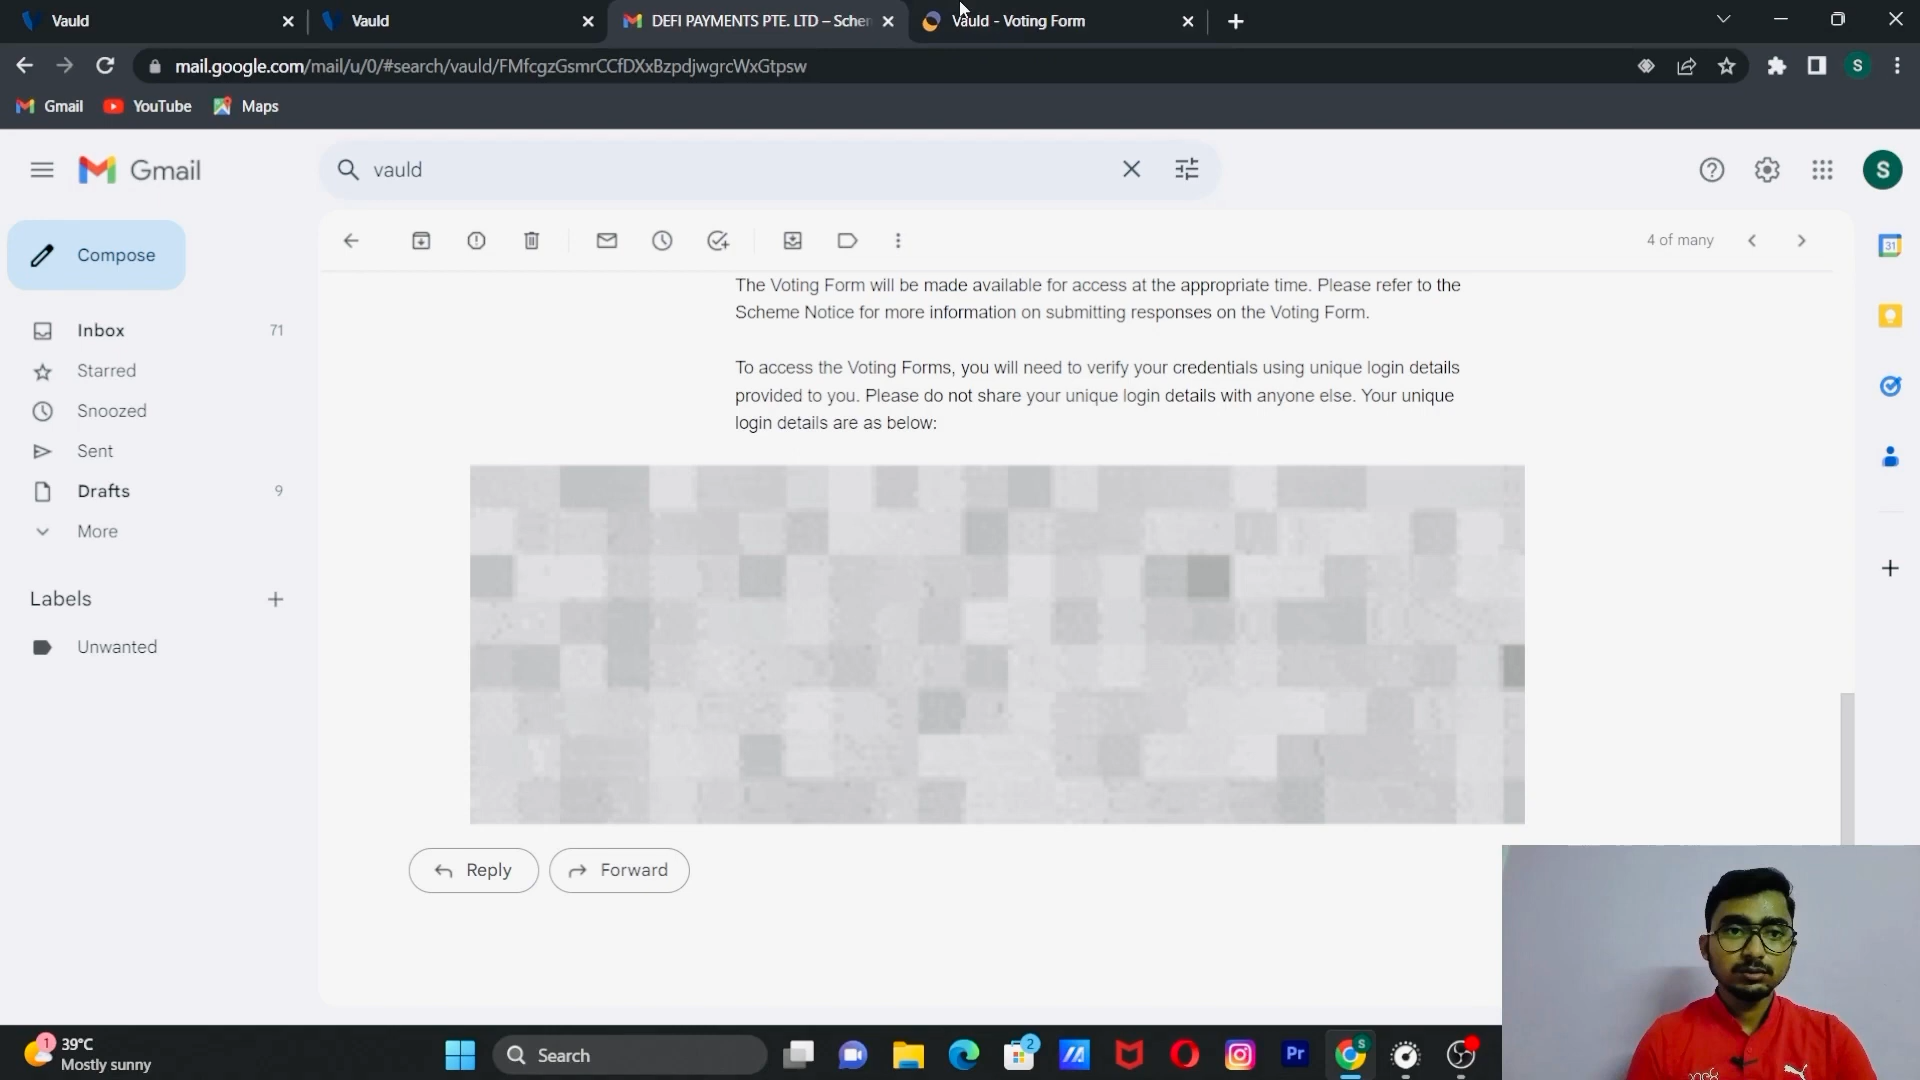 Vauld
Vauld
DEFI PAYMENTS PTE. LTD – Schem
Vauld - Voting Form
mail.google.com/mail/u/0/#search/vauld/FMfcgzGsmrCCfDXxBzpdjwgrcWxGtpsw
S
Gmail
YouTube
Maps
Gmail
vauld
S
Compose
4 of many
31
Inbox 71
Starred
Snoozed
Sent
Drafts 9
More
Labels
Unwanted
The Voting Form will be made available for access at the appropriate time. Please refer to the
Scheme Notice for more information on submitting responses on the Voting Form.
To access the Voting Forms, you will need to verify your credentials using unique login details
provided to you. Please do not share your unique login details with anyone else. Your unique
login details are as below:
Reply
Forward
1
39°C
Mostly sunny
Search
2
Pr
S